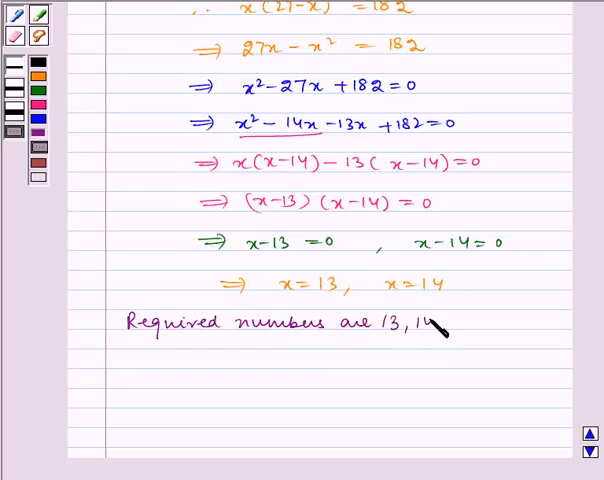 ∴ x(27-x) = 182
⇒ 27x - x² = 182
⇒ x² - 27x + 182 = 0
⇒ x² - 14x - 13x + 182 = 0
⇒ x(x-14) - 13(x-14) = 0
⇒ (x-13) (x-14) = 0
⇒ x-13 = 0 , x-14 = 0
⇒ x = 13, x = 14
Required numbers are 13, 14